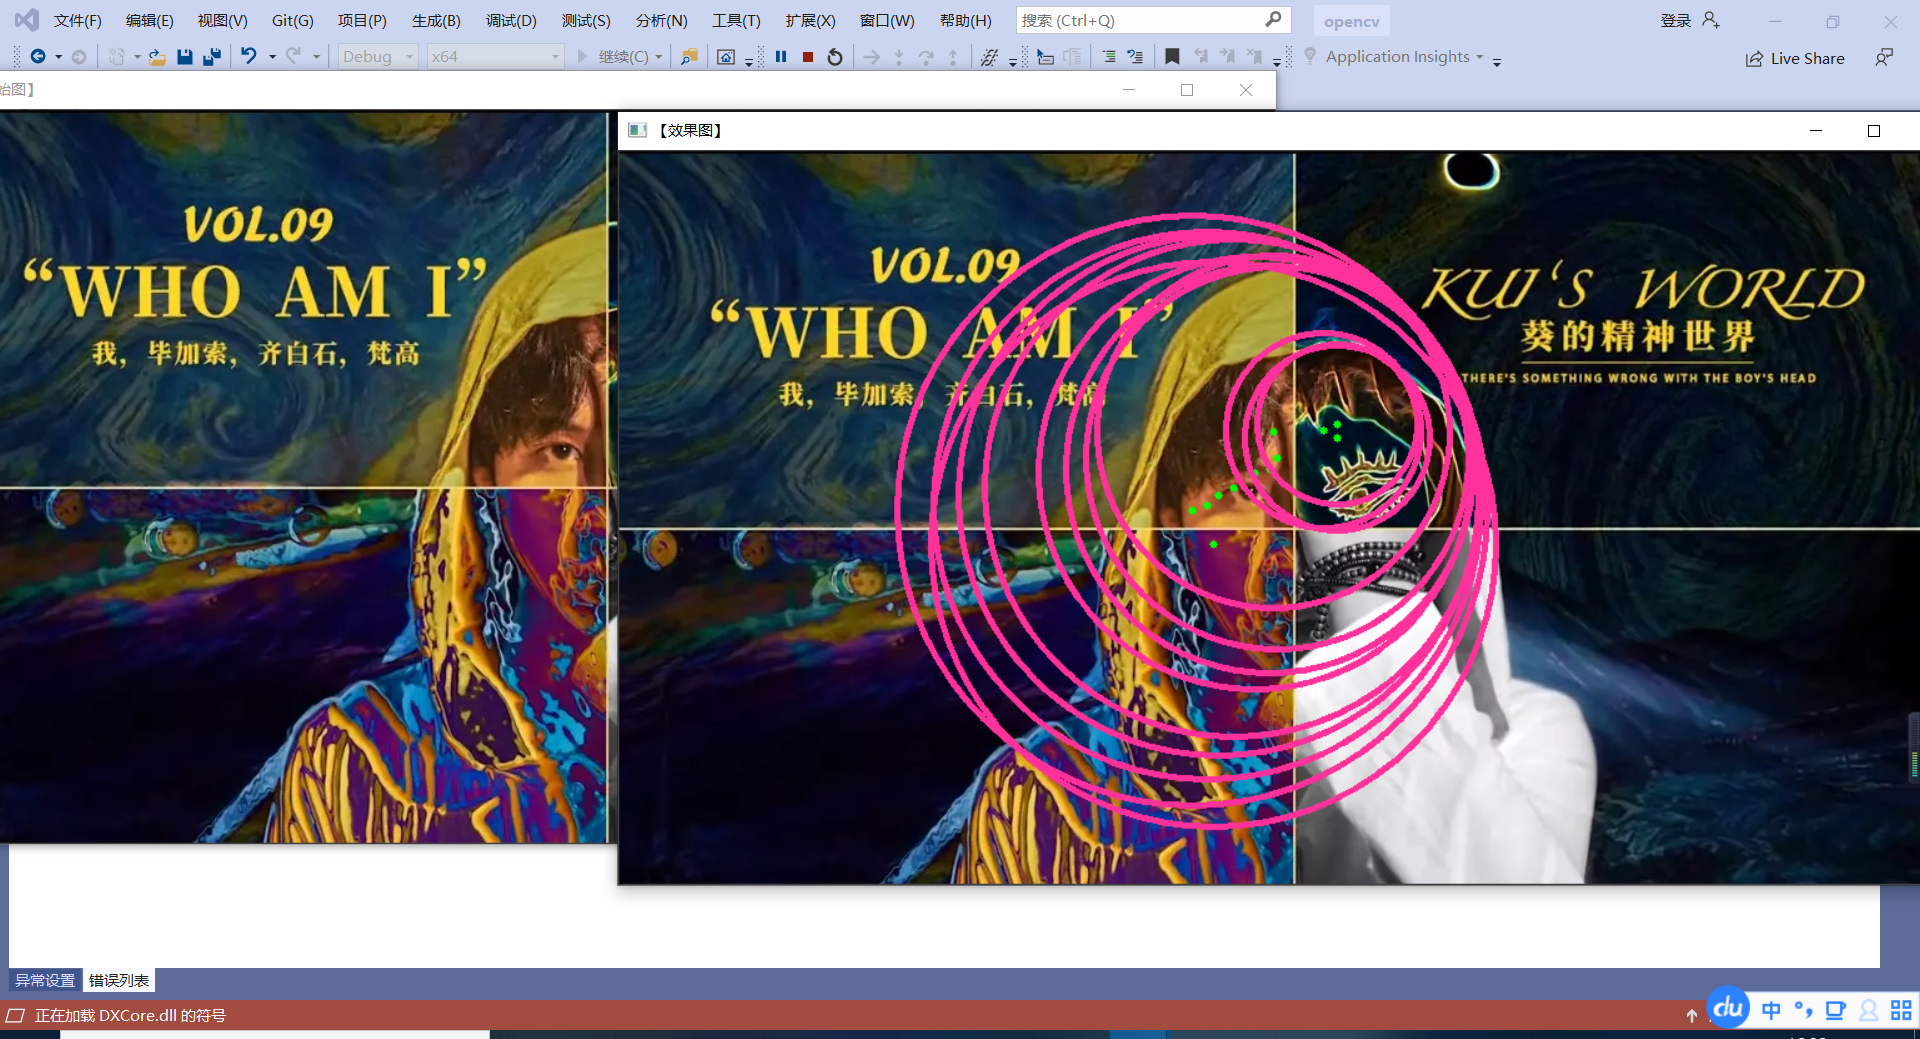 文件(F) 编辑(E) 视图(V) Git(G) 项目(P) 生成(B) 调试(D) 测试(S) 分析(N) 工具(T) 扩展(X) 窗口(W) 帮助(H) 搜索 (Ctrl+Q) opencv 登录
Debug x64 继续(C) Application Insights Live Share
始图】
【效果图】
VOL.09
“WHO AM I”
我，毕加索，齐白石，梵高
VOL.09
“WHO AM I”
我，毕加索，齐白石，梵高
KUI‘S WORLD
葵的精神世界
THERE'S SOMETHING WRONG WITH THE BOY'S HEAD
异常设置 错误列表
正在加载 DXCore.dll 的符号
du 中